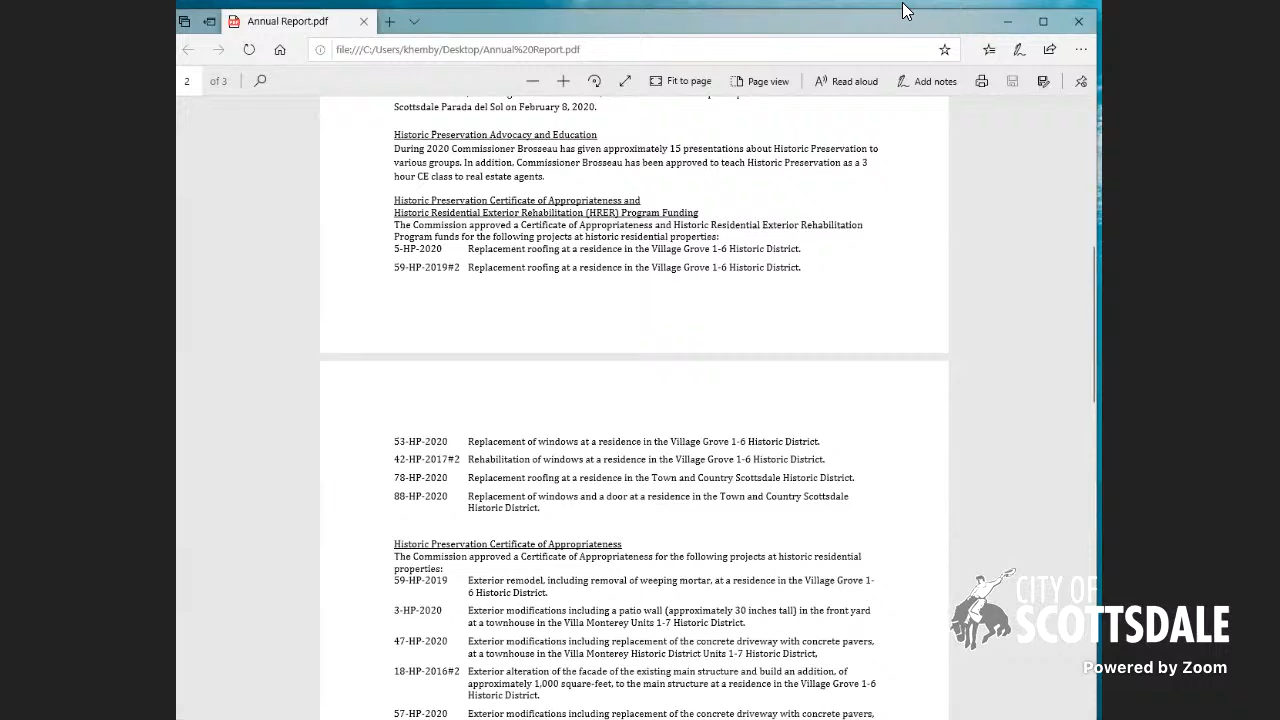 Annual Report.pdf
file:///C:/Users/khemby/Desktop/Annual%20Report.pdf
2 of 3 Fit to page Page view Read aloud Add notes
Scottsdale Parada del Sol on February 8, 2020.
Historic Preservation Advocacy and Education
During 2020 Commissioner Brosseau has given approximately 15 presentations about Historic Preservation to
various groups. In addition, Commissioner Brosseau has been approved to teach Historic Preservation as a 3
hour CE class to real estate agents.
Historic Preservation Certificate of Appropriateness and
Historic Residential Exterior Rehabilitation (HRER) Program Funding
The Commission approved a Certificate of Appropriateness and Historic Residential Exterior Rehabilitation
Program funds for the following projects at historic residential properties:
5-HP-2020 Replacement roofing at a residence in the Village Grove 1-6 Historic District.
59-HP-2019#2 Replacement roofing at a residence in the Village Grove 1-6 Historic District.
53-HP-2020 Replacement of windows at a residence in the Village Grove 1-6 Historic District.
42-HP-2017#2 Rehabilitation of windows at a residence in the Village Grove 1-6 Historic District.
78-HP-2020 Replacement roofing at a residence in the Town and Country Scottsdale Historic District.
88-HP-2020 Replacement of windows and a door at a residence in the Town and Country Scottsdale
Historic District.
Historic Preservation Certificate of Appropriateness
The Commission approved a Certificate of Appropriateness for the following projects at historic residential
properties:
59-HP-2019 Exterior remodel, including removal of weeping mortar, at a residence in the Village Grove 1-
6 Historic District.
3-HP-2020 Exterior modifications including a patio wall (approximately 30 inches tall) in the front yard
at a townhouse in the Villa Monterey Units 1-7 Historic District.
47-HP-2020 Exterior modifications including replacement of the concrete driveway with concrete pavers,
at a townhouse in the Villa Monterey Historic District Units 1-7 Historic District,
18-HP-2016#2 Exterior alteration of the facade of the existing main structure and build an addition, of
approximately 1,000 square-feet, to the main structure at a residence in the Village Grove 1-6
Historic District.
57-HP-2020 Exterior modifications including replacement of the concrete driveway with concrete pavers,
CITY OF
SCOTTSDALE
Powered by Zoom